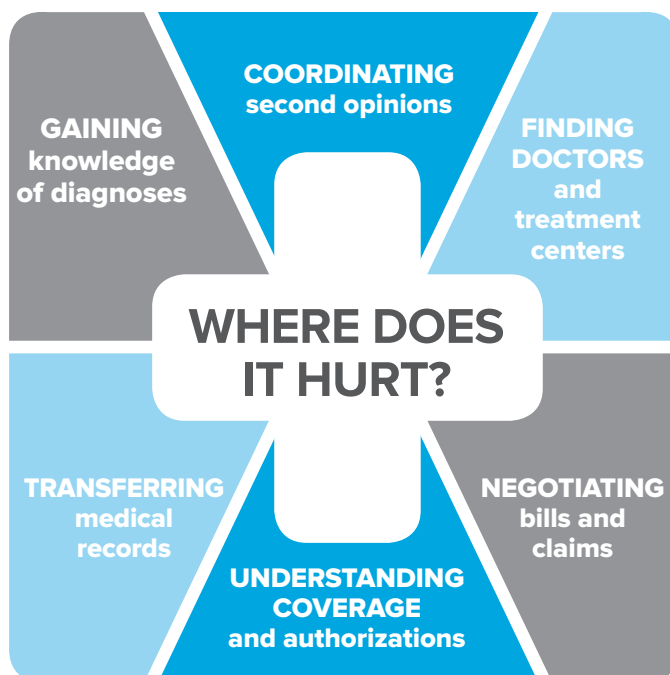 COORDINATING
second opinions
GAINING
knowledge
of diagnoses
FINDING
DOCTORS
and
treatment
centers
WHERE DOES
IT HURT?
TRANSFERRING
medical
records
NEGOTIATING
bills and
claims
UNDERSTANDING
COVERAGE
and authorizations